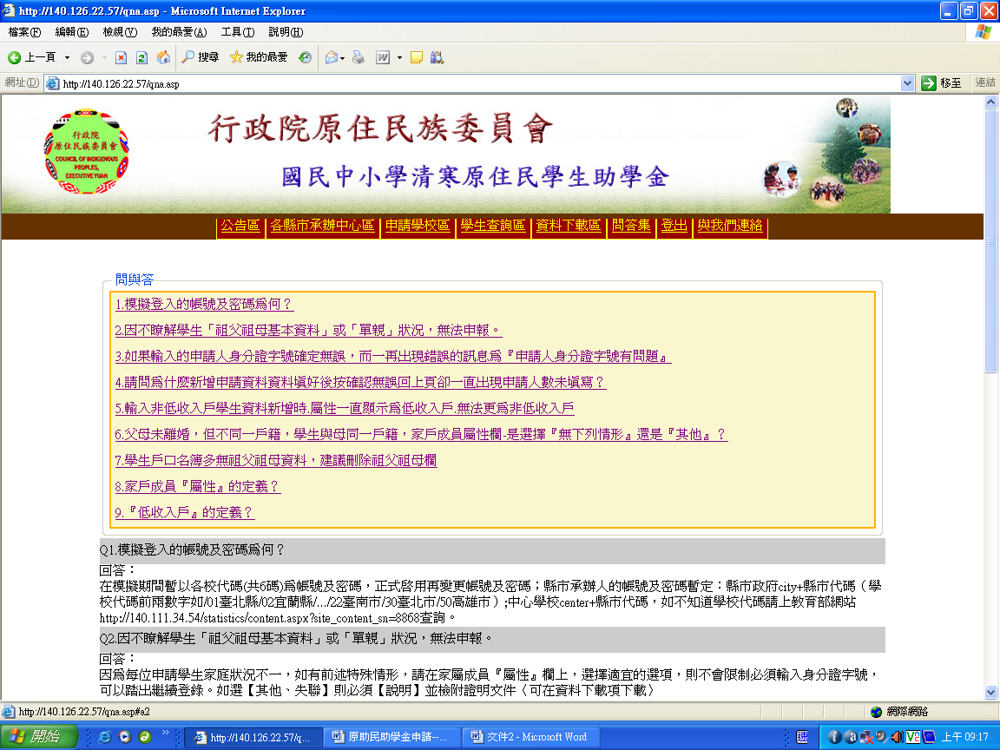 http://140.126.22.57/qna.asp - Microsoft Internet Explorer
檔案(F) 編輯(E) 檢視(V) 我的最愛(A) 工具(T) 說明(H)
上一頁 搜尋 我的最愛
網址(D) http://140.126.22.57/qna.asp 移至 連結
行政院
原住民族委員會
COUNCIL OF INDIGENOUS
PEOPLES,
EXECUTIVE YUAN
行政院原住民族委員會
國民中小學清寒原住民學生助學金
公告區 各縣市承辦中心區 申請學校區 學生查詢區 資料下載區 問答集 登出 與我們連絡
問與答
1.模擬登入的帳號及密碼為何？
2.因不瞭解學生「祖父祖母基本資料」或「單親」狀況，無法申報。
3.如果輸入的申請人身分證字號確定無誤，而一再出現錯誤的訊息為『申請人身分證字號有問題』
4.請問為什麼新增申請資料資料填好後按確認無誤回上頁卻一直出現申請人數未填寫？
5.輸入非低收入戶學生資料新增時.屬性一直顯示為低收入戶.無法更為非低收入戶
6.父母未離婚，但不同一戶籍，學生與母同一戶籍，家戶成員屬性欄-是選擇『無下列情形』還是『其他』？
7.學生戶口名簿多無祖父祖母資料，建議刪除祖父祖母欄
8.家戶成員『屬性』的定義？
9.『低收入戶』的定義？
Q1.模擬登入的帳號及密碼為何？
回答：
在模擬期間暫以各校代碼(共6碼)為帳號及密碼，正式啓用再變更帳號及密碼；縣市承辦人的帳號及密碼暫定：縣市政府city+縣市代碼（學
校代碼前兩數字如/01臺北縣/02宜蘭縣/.../22臺南市/30臺北市/50高雄市）;中心學校center+縣市代碼，如不知道學校代碼請上教育部網站
http://140.111.34.54/statistics/content.aspx?site_content_sn=8868查詢。
Q2.因不瞭解學生「祖父祖母基本資料」或「單親」狀況，無法申報。
回答：
因為每位申請學生家庭狀況不一，如有前述特殊情形，請在家屬成員『屬性』欄上，選擇適宜的選項，則不會限制必須輸入身分證字號，
可以踏出繼續登錄。如選【其他、失聯】則必須【說明】並檢附證明文件〈可在資料下載項下載〉
http://140.126.22.57/qna.asp#a2 網際網路
開始 http://140.126.22.57/q... 原助民助學金申請--... 文件2 - Microsoft Word 上午 09:17